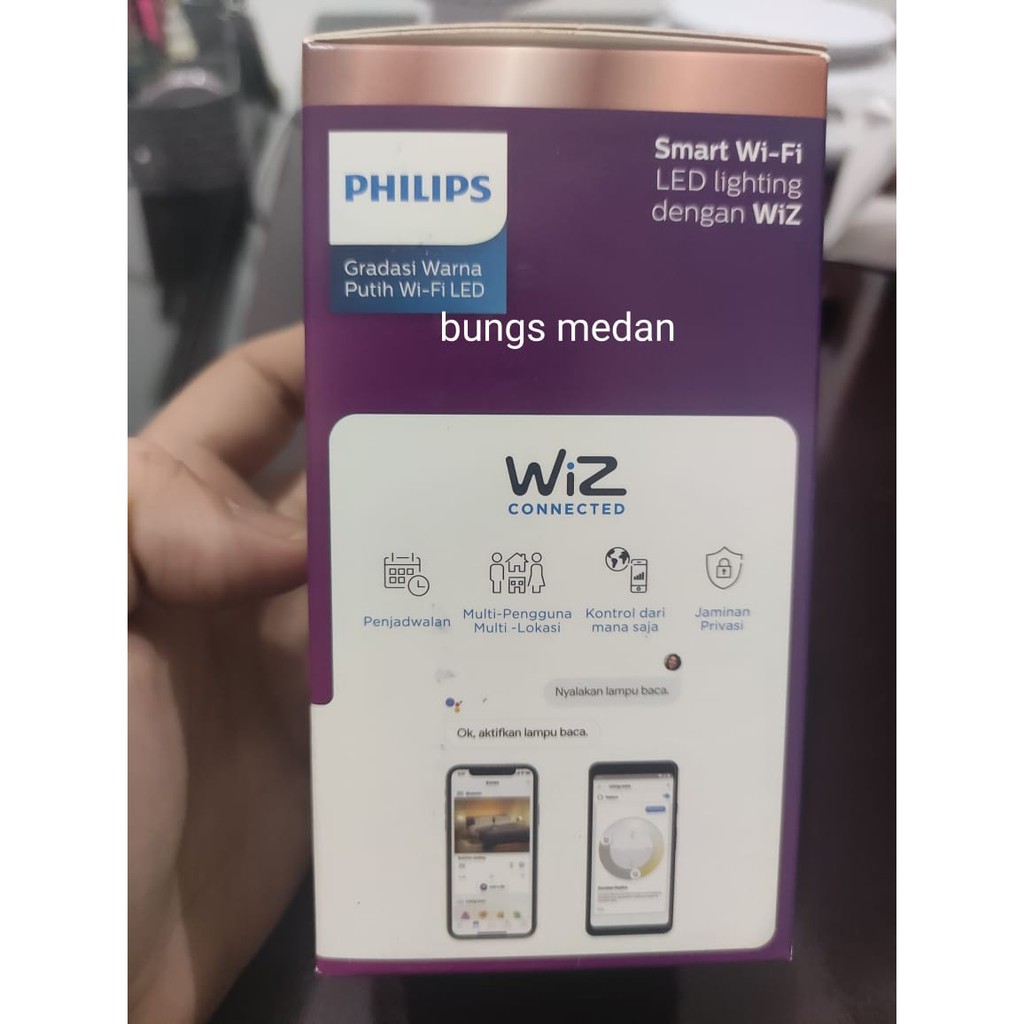 PHILIPS
Gradasi Warna
Putih Wi-Fi LED
Smart Wi-Fi
LED lighting
dengan WiZ
bungs medan
WiZ
CONNECTED
Penjadwalan
Multi-Pengguna
Multi -Lokasi
Kontrol dari
mana saja
Jaminan
Privasi
Nyalakan lampu baca.
Ok, aktifkan lampu baca.